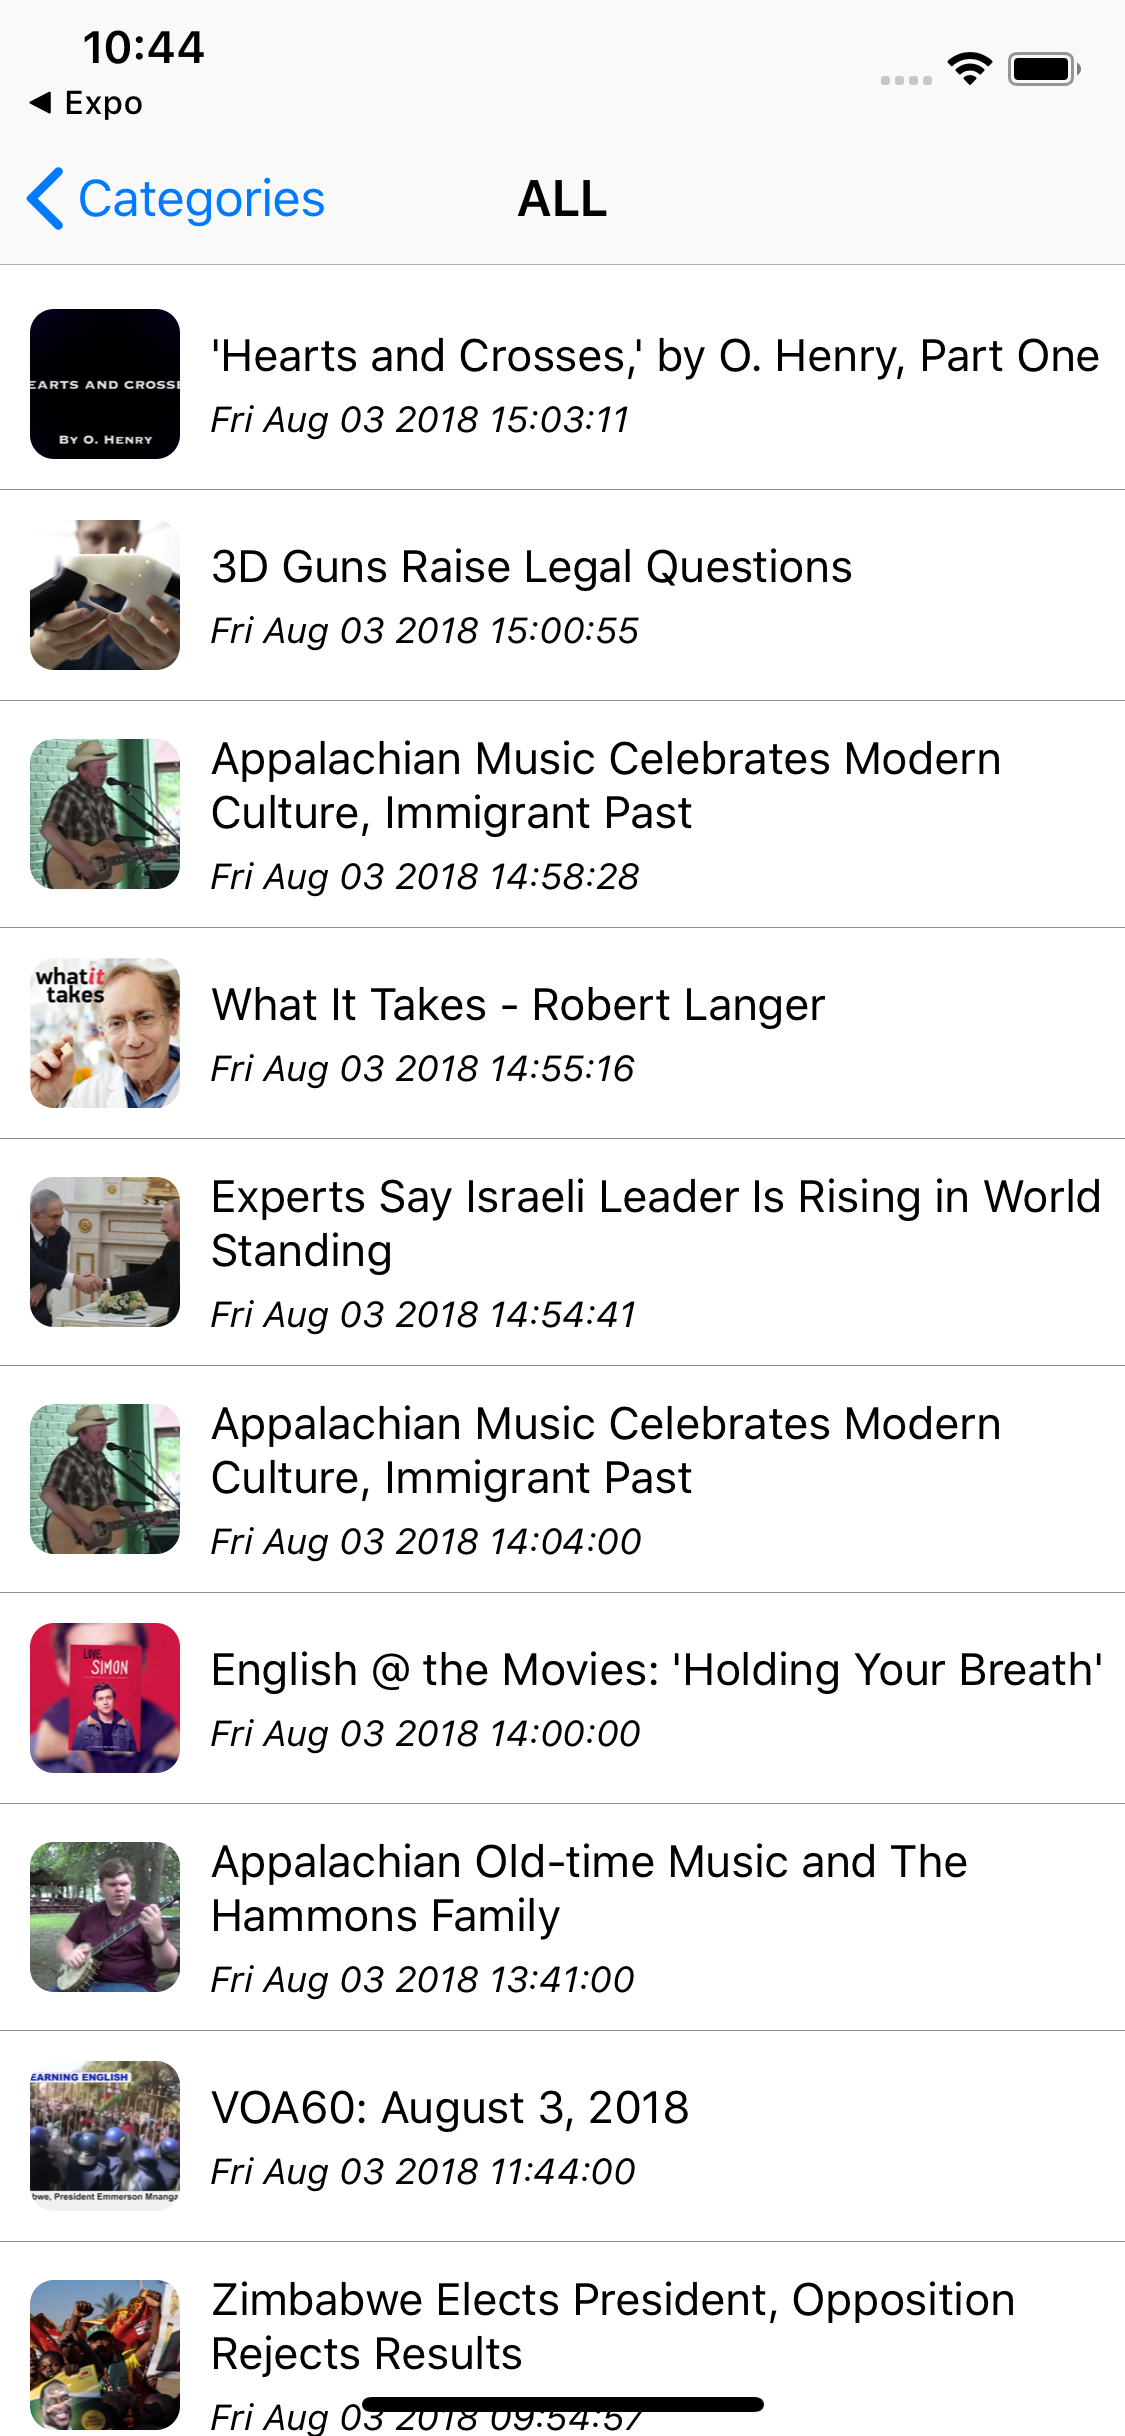 10:44
◀ Expo
Categories
ALL
EARTS AND CROSSE
BY O. HENRY
'Hearts and Crosses,' by O. Henry, Part One
Fri Aug 03 2018 15:03:11
3D Guns Raise Legal Questions
Fri Aug 03 2018 15:00:55
Appalachian Music Celebrates Modern
Culture, Immigrant Past
Fri Aug 03 2018 14:58:28
whatit
takes
What It Takes - Robert Langer
Fri Aug 03 2018 14:55:16
Experts Say Israeli Leader Is Rising in World
Standing
Fri Aug 03 2018 14:54:41
Appalachian Music Celebrates Modern
Culture, Immigrant Past
Fri Aug 03 2018 14:04:00
LOVE,
SIMON
English @ the Movies: 'Holding Your Breath'
Fri Aug 03 2018 14:00:00
Appalachian Old-time Music and The
Hammons Family
Fri Aug 03 2018 13:41:00
EARNING ENGLISH
bwe, President Emmerson Mnanga
VOA60: August 3, 2018
Fri Aug 03 2018 11:44:00
Zimbabwe Elects President, Opposition
Rejects Results
Fri Aug 03 2018 09:54:57